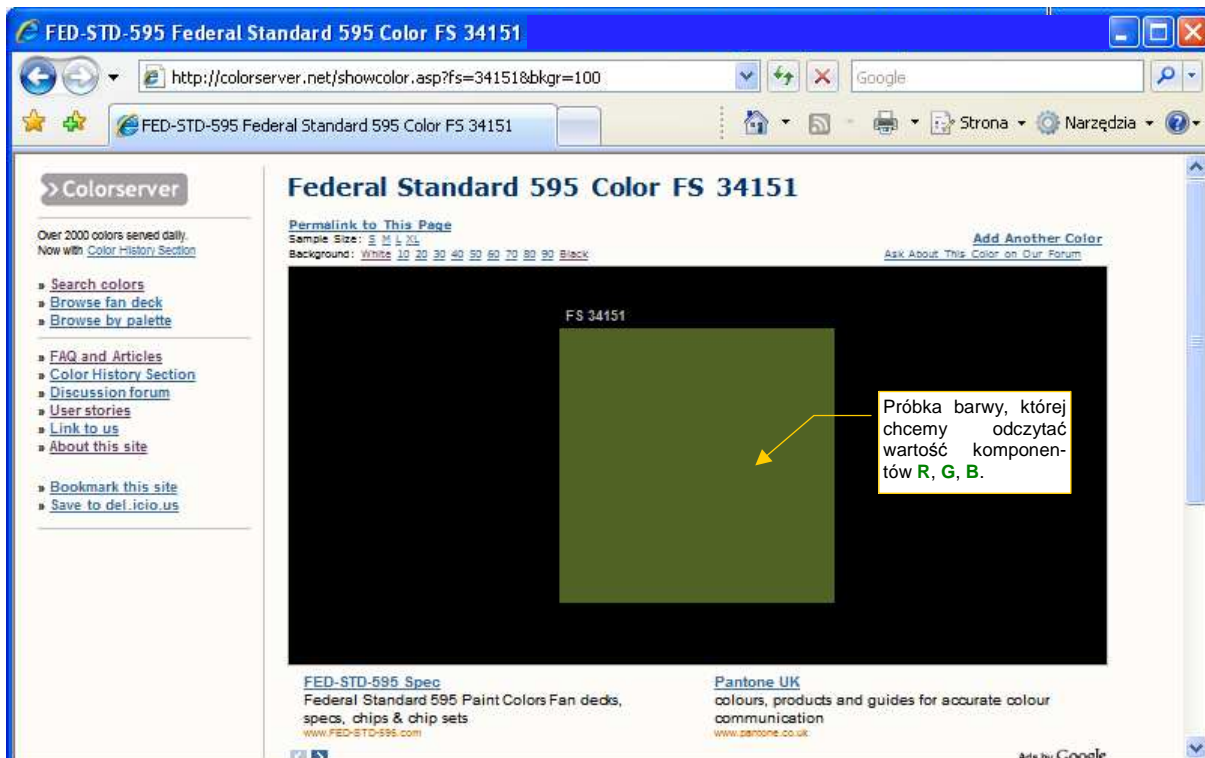 FED-STD-595 Federal Standard 595 Color FS 34151
http://colorserver.net/showcolor.asp?fs=34151&bkgr=100
Google
FED-STD-595 Federal Standard 595 Color FS 34151
Strona
Narzędzia
>> Colorserver
Over 2000 colors served daily.
Now with Color History Section
» Search colors
» Browse fan deck
» Browse by palette
» FAQ and Articles
» Color History Section
» Discussion forum
» User stories
» Link to us
» About this site
» Bookmark this site
» Save to del.icio.us
Federal Standard 595 Color FS 34151
Permalink to This Page
Sample Size: S M L XL
Background: White 10 20 30 40 50 60 70 80 90 Black
Add Another Color
Ask About This Color on Our Forum
FS 34151
Próbka barwy, której
chcemy odczytać
wartość komponen-
tów R, G, B.
FED-STD-595 Spec
Federal Standard 595 Paint Colors Fan decks,
specs, chips & chip sets
www.FED-STD-595.com
Pantone UK
colours, products and guides for accurate colour
communication
www.pantone.co.uk
Ads by Google